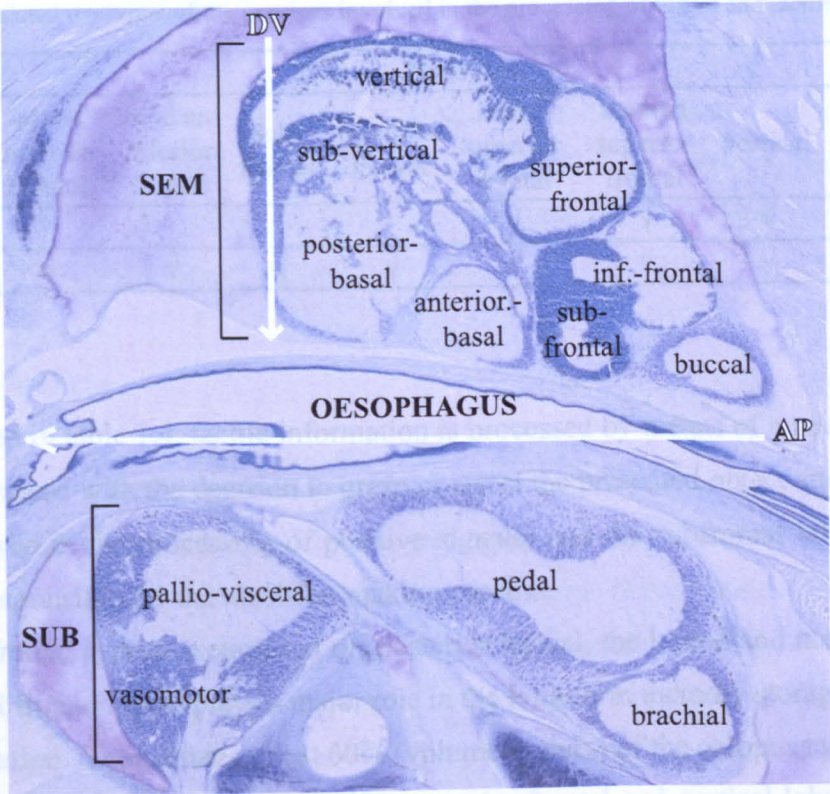 DV
vertical
sub-vertical
SEM
superior-
frontal
posterior-
basal
inf.-frontal
anterior.-
basal
sub-
frontal
buccal
OESOPHAGUS
AP
pallio-visceral
pedal
SUB
vasomotor
brachial